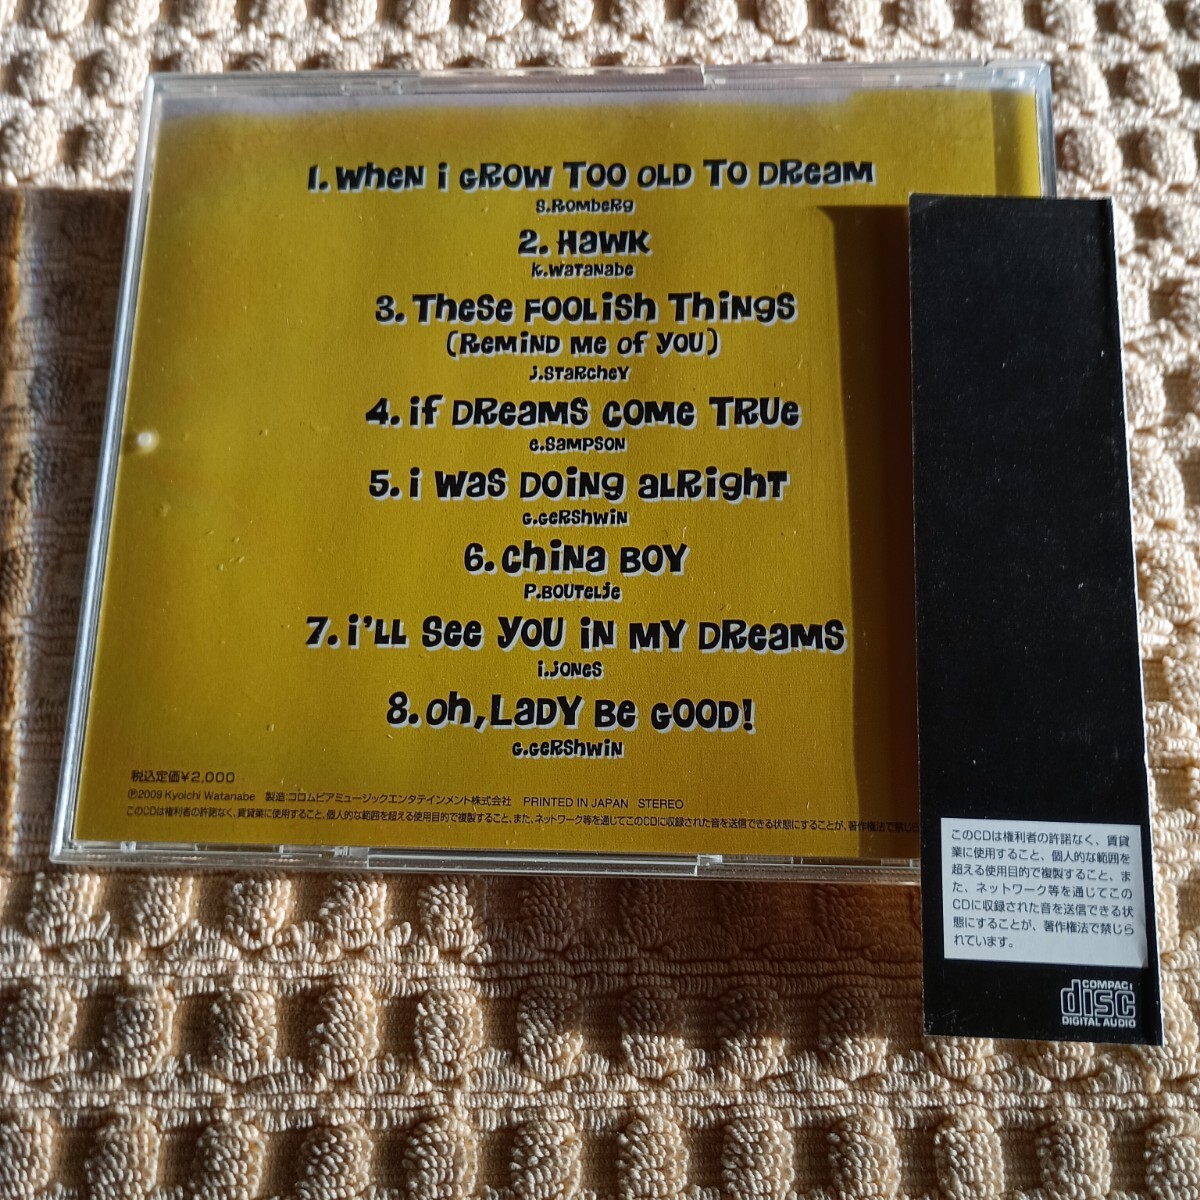 1. When i GROW TOO OLD TO DReam
S.RombeRg
2. Hawk
K.Watanabe
3. These Foolish Things
(Remind me of you)
J.Starchey
4. if Dreams come true
e.Sampson
5. i was Doing alright
G.Gershwin
6. China Boy
P.Boutelje
7. i'll see you in my dreams
i.Jones
8. Oh,Lady Be Good!
G.Gershwin
税込定価¥2,000
Ⓟ2009 Kyoichi Watanabe 製造:コロムビアミュージックエンタテインメント株式会社 PRINTED IN JAPAN STEREO
このCDは権利者の許諾なく、賃貸業に使用すること、個人的な範囲を超える使用目的で複製すること、また、ネットワーク等を通じてこのCDに収録された音を送信できる状態にすることが、著作権法で禁じら
このCDは権利者の許諾なく、賃貸
業に使用すること、個人的な範囲を
超える使用目的で複製すること、ま
た、ネットワーク等を通じてこの
CDに収録された音を送信できる状
態にすることが、著作権法で禁じら
れています。
COMPACT
disc
DIGITAL AUDIO